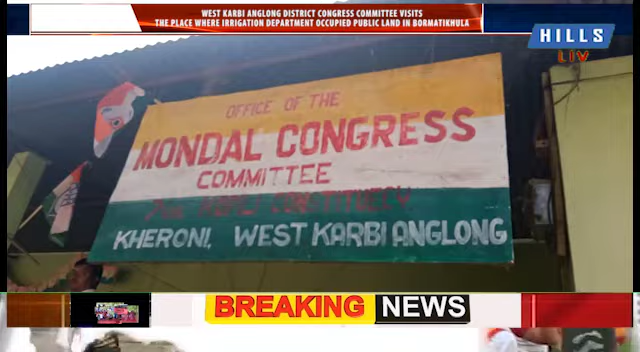 WEST KARBI ANGLONG DISTRICT CONGRESS COMMITTEE VISITS
THE PLACE WHERE IRRIGATION DEPARTMENT OCCUPIED PUBLIC LAND IN BORMATIKHULA
HILLS
LIV
OFFICE OF THE
MONDAL CONGRESS
COMMITTEE
KHERONI, WEST KARBI ANGLONG
BREAKING NEWS